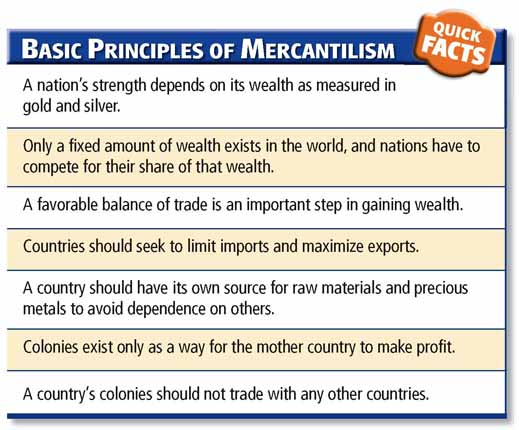 BASIC PRINCIPLES OF MERCANTILISM
QUICK
FACTS
A nation's strength depends on its wealth as measured in
gold and silver.
Only a fixed amount of wealth exists in the world, and nations have to
compete for their share of that wealth.
A favorable balance of trade is an important step in gaining wealth.
Countries should seek to limit imports and maximize exports.
A country should have its own source for raw materials and precious
metals to avoid dependence on others.
Colonies exist only as a way for the mother country to make profit.
A country's colonies should not trade with any other countries.